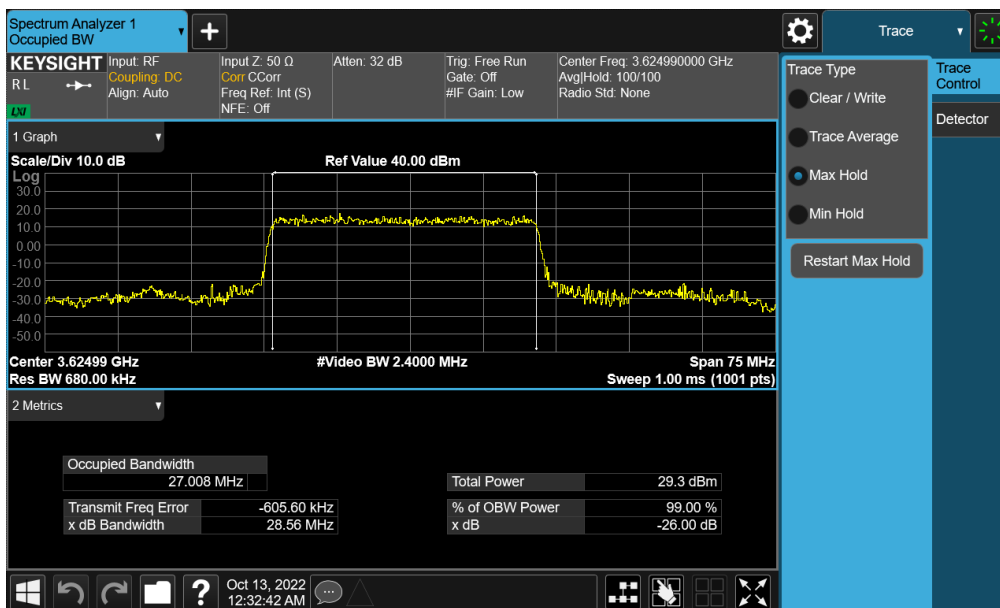 Spectrum Analyzer 1
Occupied BW
+
Trace
KEYSIGHT
R L
LXI
Input: RF
Coupling: DC
Align: Auto
Input Z: 50 Ω
Corr CCorr
Freq Ref: Int (S)
NFE: Off
Atten: 32 dB
Trig: Free Run
Gate: Off
#IF Gain: Low
Center Freq: 3.624990000 GHz
Avg|Hold: 100/100
Radio Std: None
1 Graph
Scale/Div 10.0 dB
Ref Value 40.00 dBm
Log
30.0
20.0
10.0
0.00
-10.0
-20.0
-30.0
-40.0
-50.0
Center 3.62499 GHz
#Video BW 2.4000 MHz
Span 75 MHz
Res BW 680.00 kHz
Sweep 1.00 ms (1001 pts)
2 Metrics
Occupied Bandwidth
27.008 MHz
Transmit Freq Error -605.60 kHz
x dB Bandwidth 28.56 MHz
Total Power 29.3 dBm
% of OBW Power 99.00 %
x dB -26.00 dB
Trace Type
Clear / Write
Trace Average
Max Hold
Min Hold
Restart Max Hold
Trace
Control
Detector
?
Oct 13, 2022
12:32:42 AM